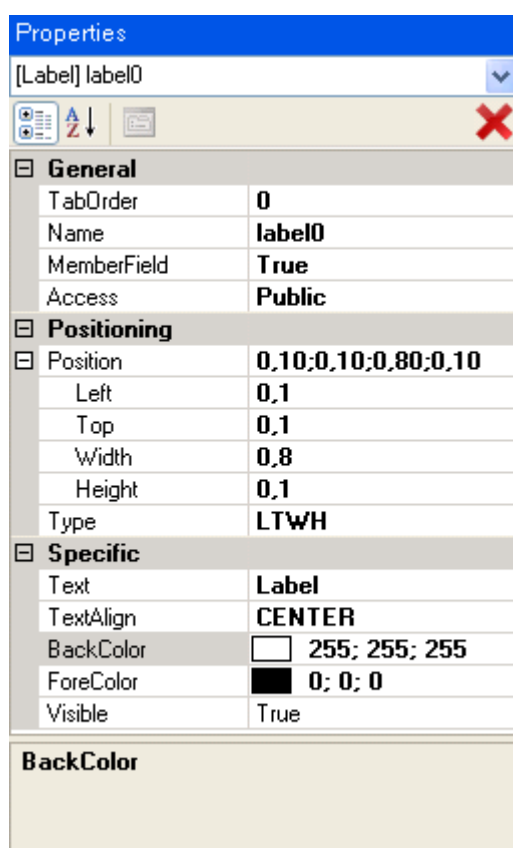 Properties
[Label] label0
A
Z
General
TabOrder 0
Name label0
MemberField True
Access Public
Positioning
Position 0,10;0,10;0,80;0,10
Left 0,1
Top 0,1
Width 0,8
Height 0,1
Type LTWH
Specific
Text Label
TextAlign CENTER
BackColor 255; 255; 255
ForeColor 0; 0; 0
Visible True
BackColor